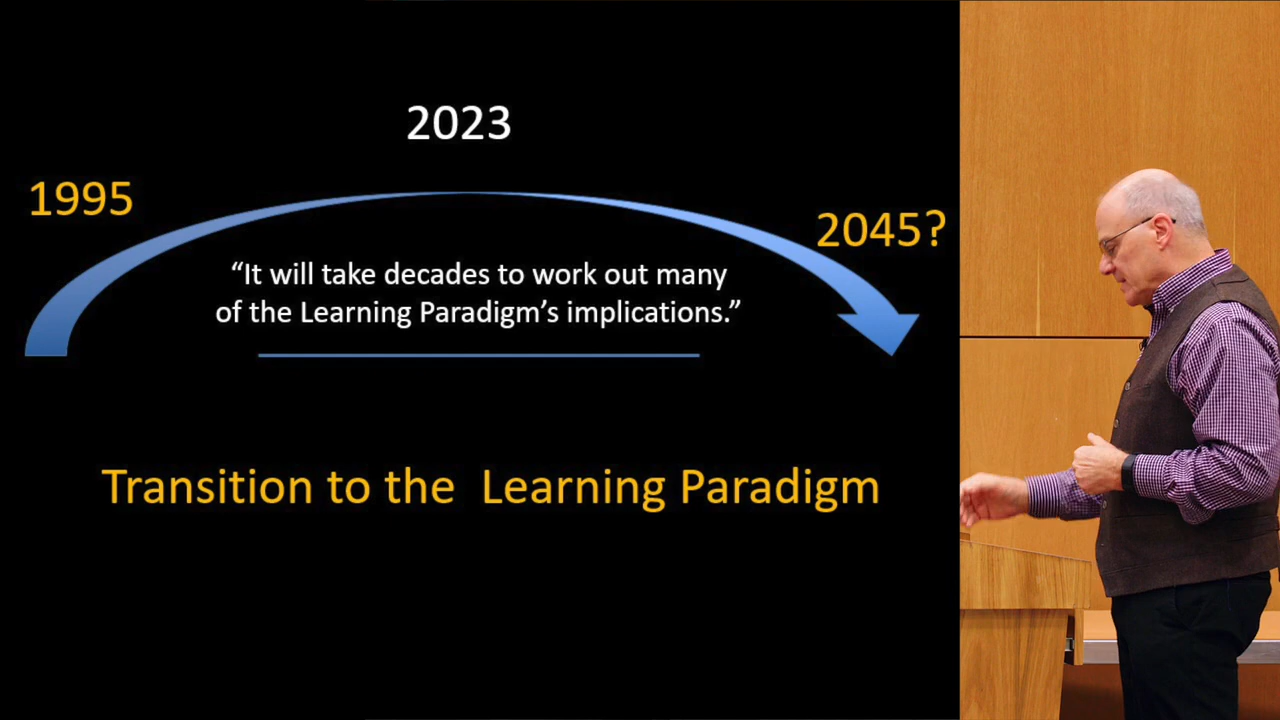 2023
1995
2045?
“It will take decades to work out many
of the Learning Paradigm’s implications.”
Transition to the Learning Paradigm